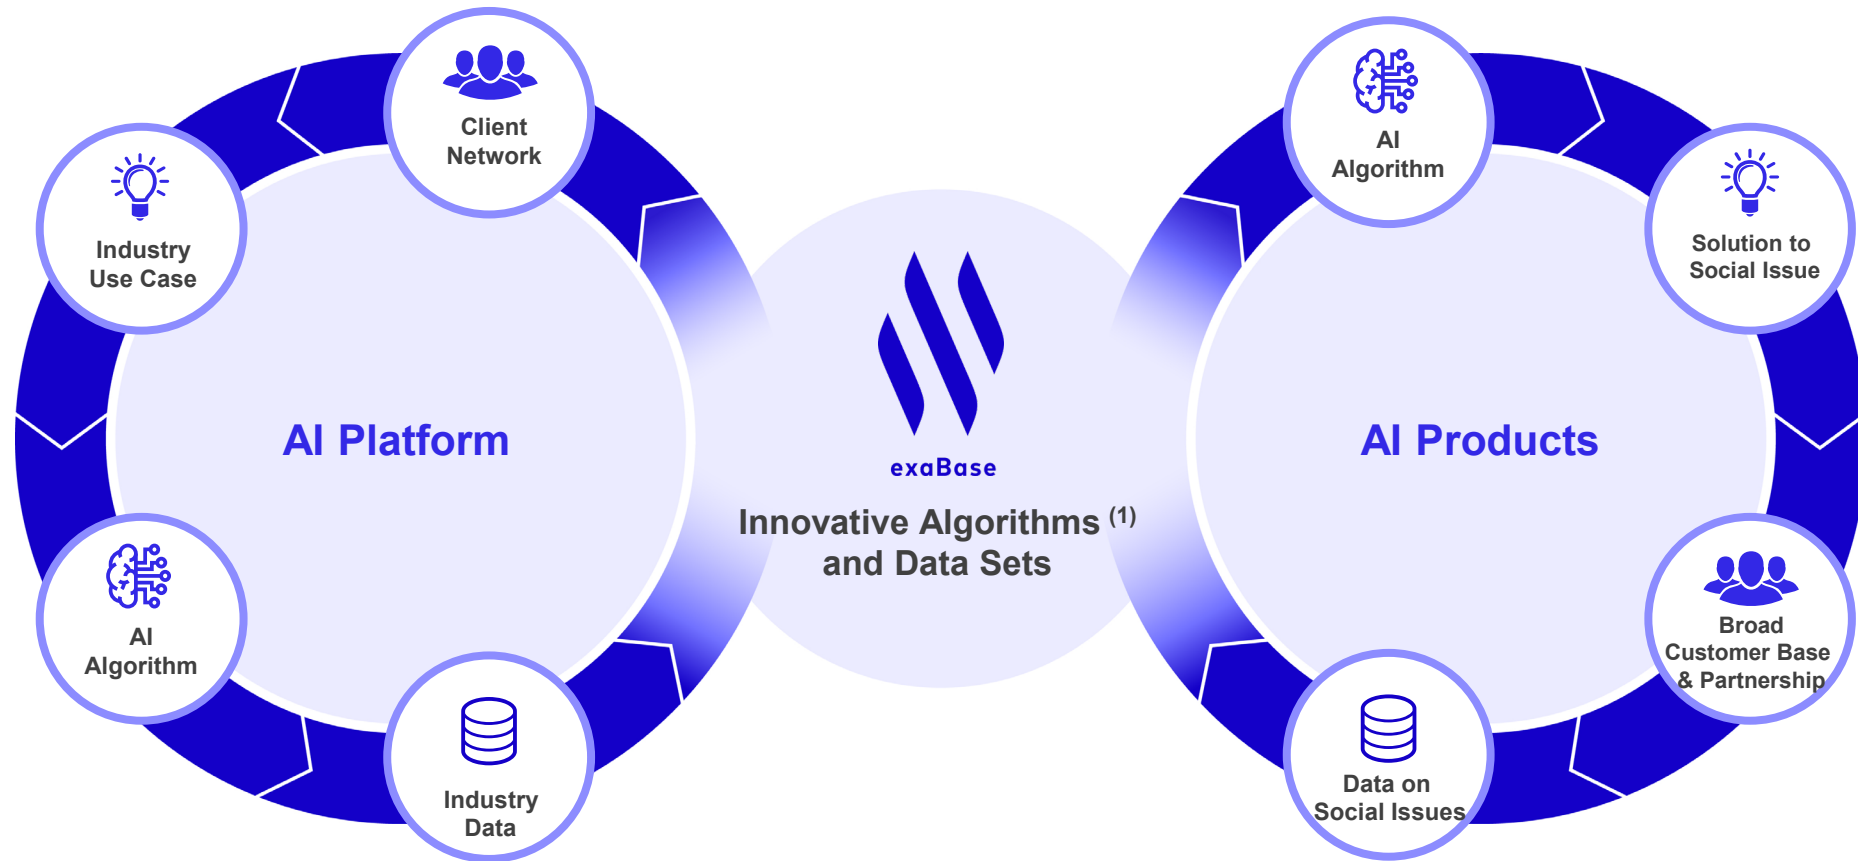 Client
Network
Industry
Use Case
AI Platform
AI
Algorithm
Industry
Data
exaBase
Innovative Algorithms (1)
and Data Sets
AI
Algorithm
Solution to
Social Issue
AI Products
Broad
Customer Base
& Partnership
Data on
Social Issues